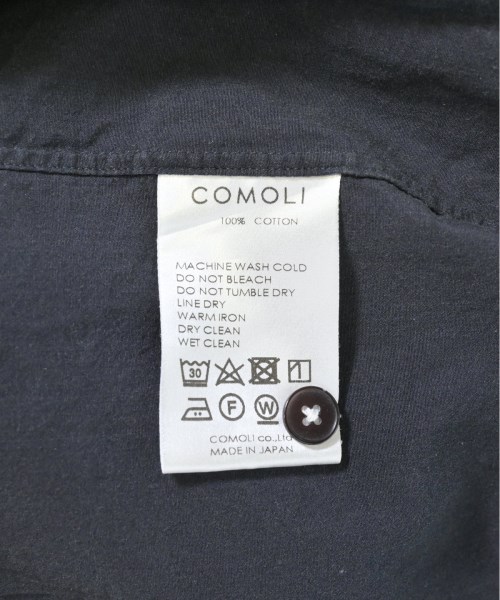 COMOLI
100% COTTON
MACHINE WASH COLD
DO NOT BLEACH
DO NOT TUMBLE DRY
LINE DRY
WARM IRON
DRY CLEAN
WET CLEAN
30
F W
COMOLI co.,Ltd
MADE IN JAPAN